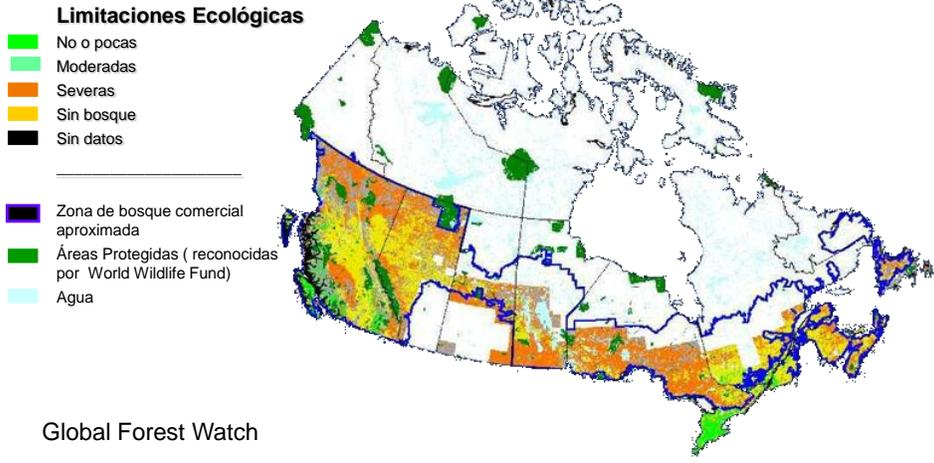 Limitaciones Ecológicas
No o pocas
Moderadas
Severas
Sin bosque
Sin datos
Zona de bosque comercial
aproximada
Áreas Protegidas ( reconocidas
por World Wildlife Fund)
Agua
Global Forest Watch